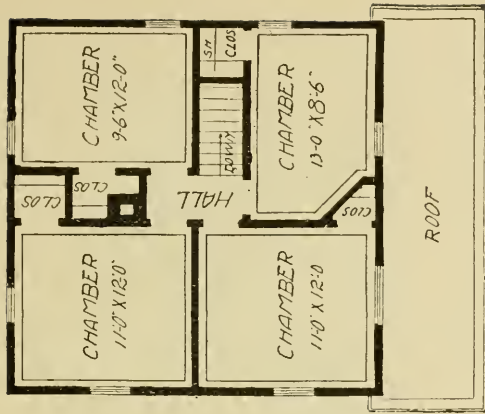 CHAMBER
9'-6"X12'-0"
CLOS
SH
CLOS
DOWN
CHAMBER
13'-0"X8'-6"
HALL
CLOS
CLOS
CHAMBER
11'-0"X12'-0"
CHAMBER
11'-0"X12'-0
ROOF